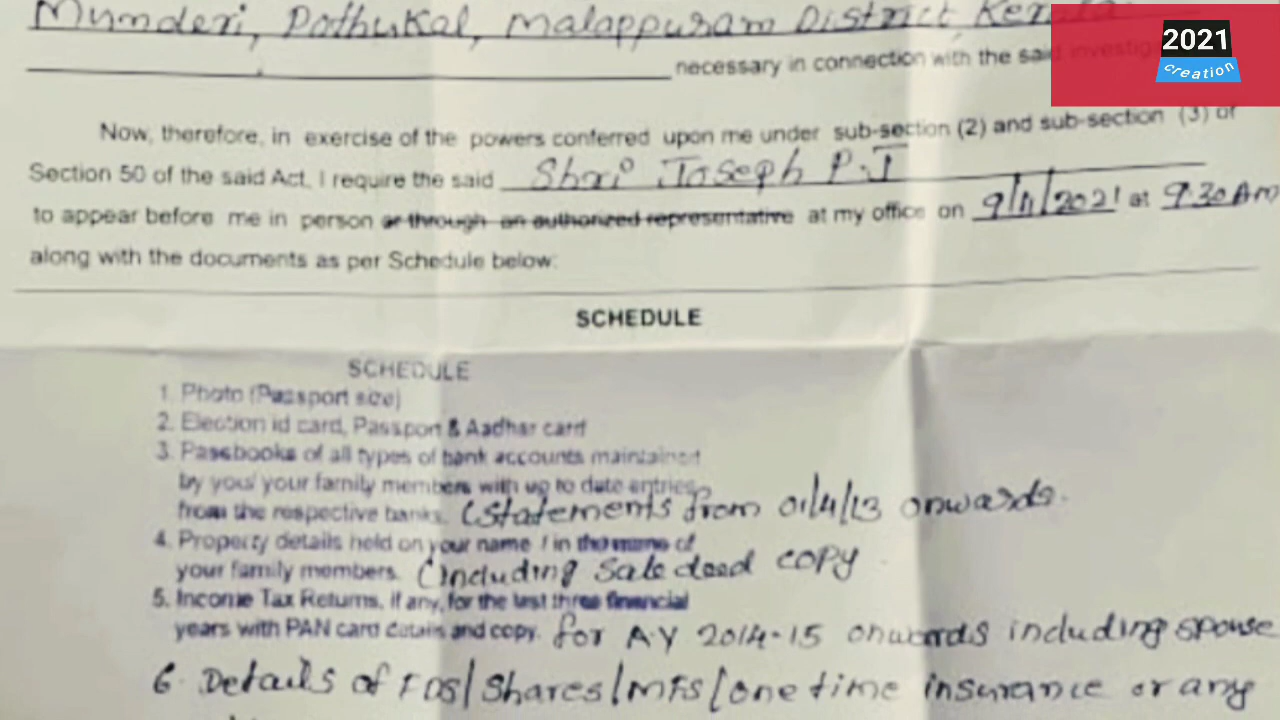 Mumderi, Pothukal, Malappuram District, Kerala.
necessary in connection with the said investig
2021
creation
Now, therefore, in exercise of the powers conferred upon me under sub-section (2) and sub-section (3) of
Section 50 of the said Act, I require the said Shri Joseph P.J
to appear before me in person or through an authorized representative at my office on 9/11/2021 at 9.30 Am
along with the documents as per Schedule below:
SCHEDULE
SCHEDULE
1. Photo (Passport size)
2. Election id card, Passport & Aadhar card
3. Passbooks of all types of bank accounts maintained
by you/ your family members with up to date entries
from the respective banks. (Statements from 01/4/13 onwards.
4. Property details held on your name / in the name of
your family members. (Including Sale deed copy
5. Income Tax Returns, if any, for the last three financial
years with PAN card details and copy. for A.Y 2014-15 onwards including spouse
6. Details of FDS/Shares/MFS/one time insurance or any